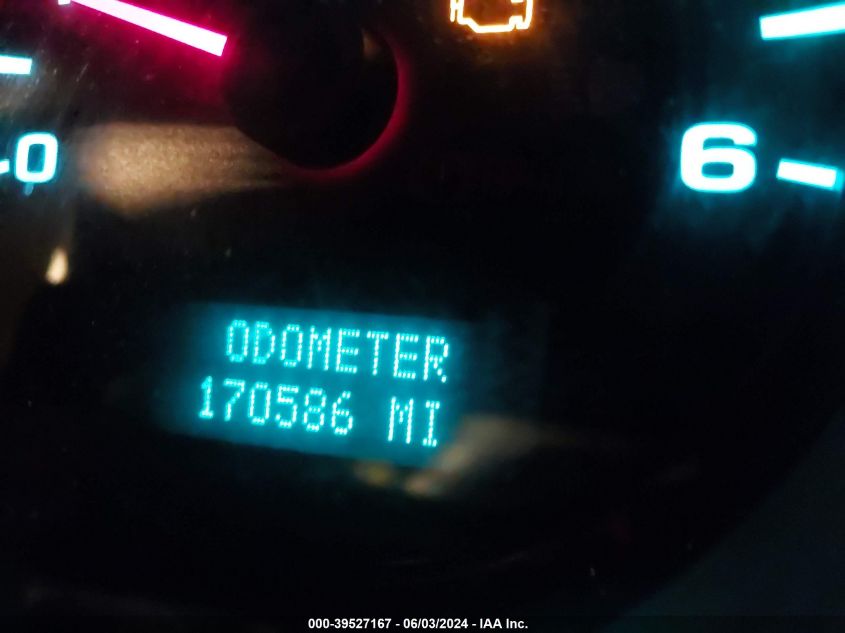 0
6
ODOMETER
170586 MI
000-39527167 - 06/03/2024 - IAA Inc.